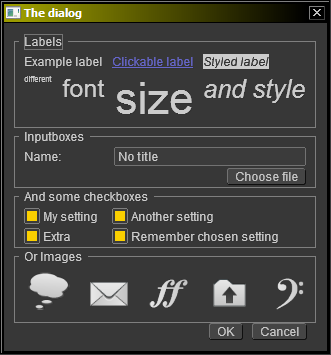 The dialog
Labels
Example label Clickable label Styled label
different font size and style
Inputboxes
Name: No title
Choose file
And some checkboxes
My setting Another setting
Extra Remember chosen setting
Or Images
ff
OK Cancel